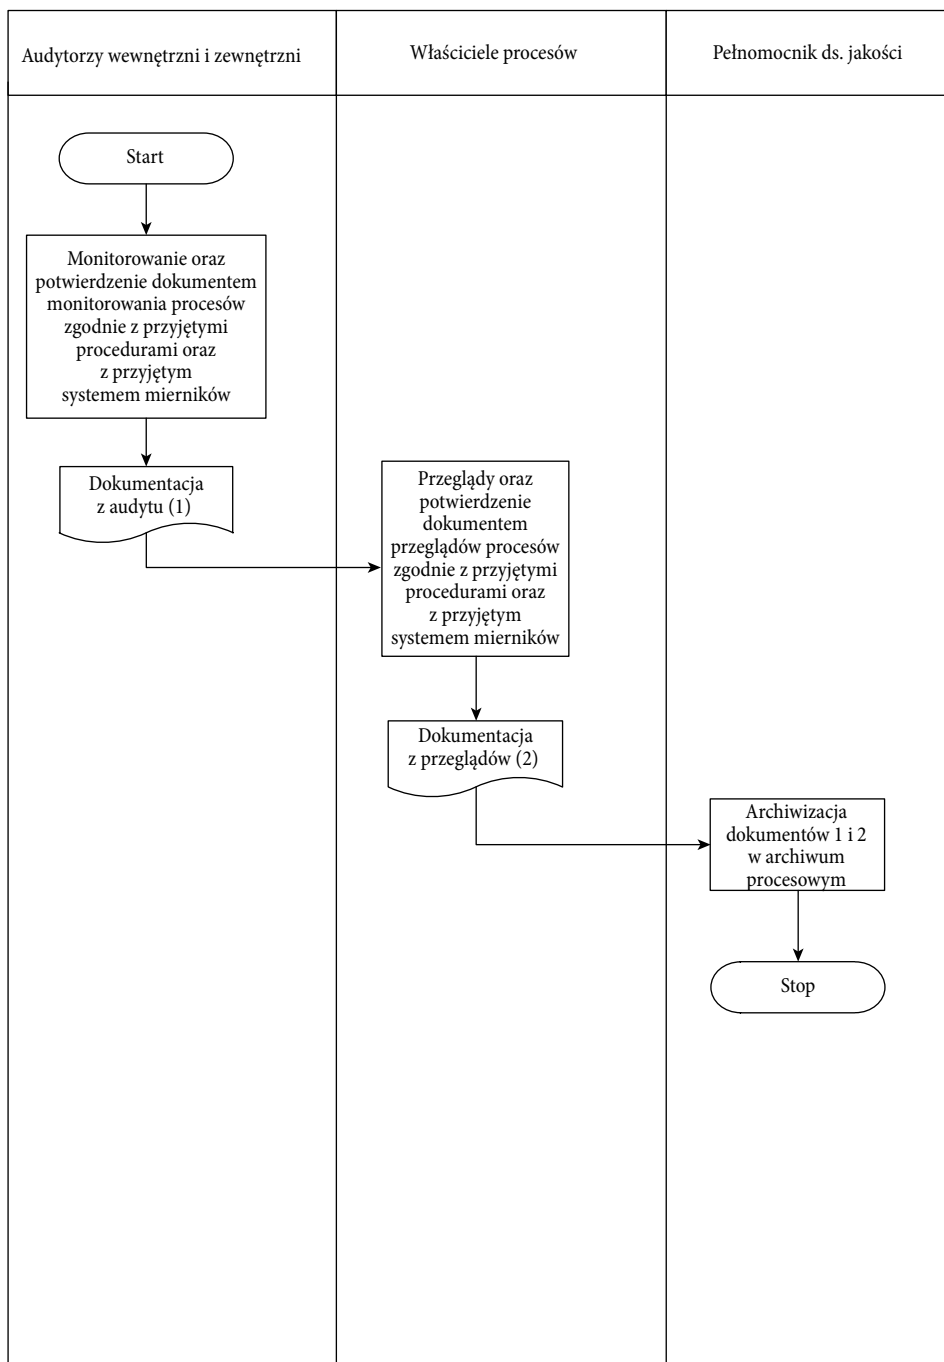 Audytorzy wewnętrzni i zewnętrzni
Właściciele procesów
Pełnomocnik ds. jakości
Start
Monitorowanie oraz
potwierdzenie dokumentem
monitorowania procesów
zgodnie z przyjętymi
procedurami oraz
z przyjętym
systemem mierników
Dokumentacja
z audytu (1)
Przeglądy oraz
potwierdzenie
dokumentem
przeglądów procesów
zgodnie z przyjętymi
procedurami oraz
z przyjętym
systemem mierników
Dokumentacja
z przeglądów (2)
Archiwizacja
dokumentów 1 i 2
w archiwum
procesowym
Stop